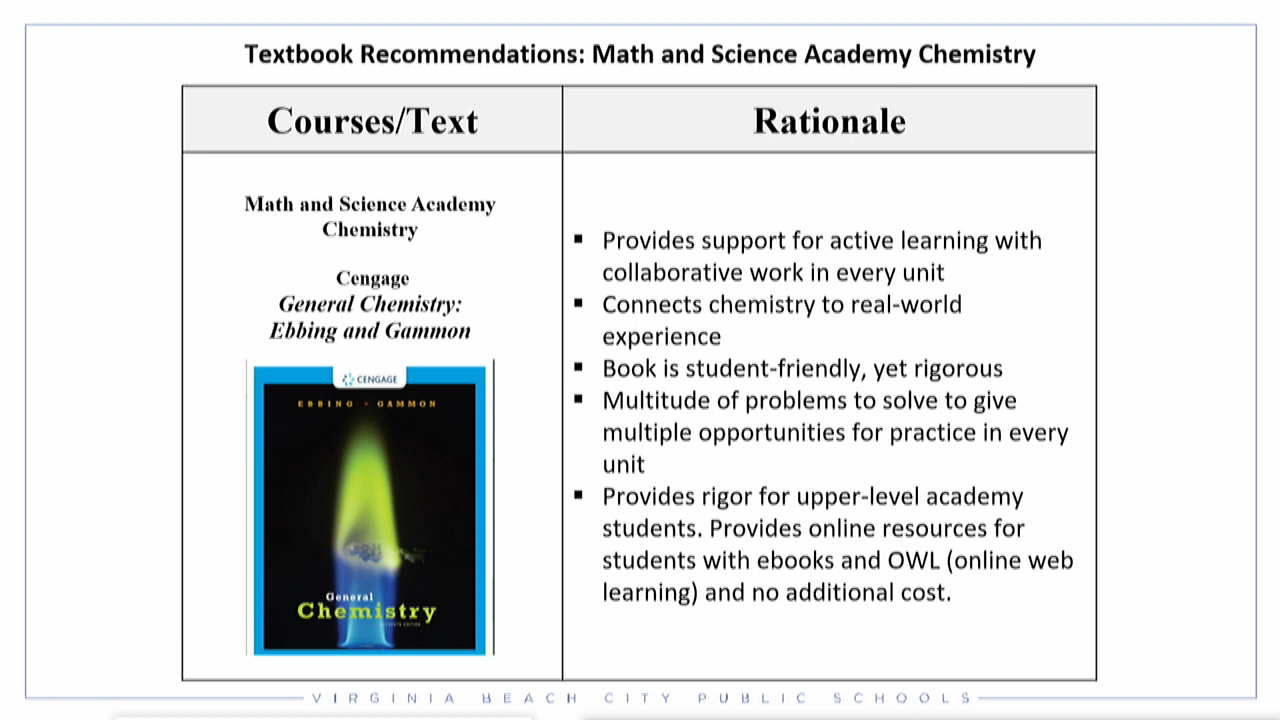 Textbook Recommendations: Math and Science Academy Chemistry
Courses/Text
Rationale
Math and Science Academy
Chemistry
Cengage
General Chemistry:
Ebbing and Gammon
CENGAGE
EBBING • GAMMON
General
Chemistry
ELEVENTH EDITION
▪ Provides support for active learning with
collaborative work in every unit
▪ Connects chemistry to real-world
experience
▪ Book is student-friendly, yet rigorous
▪ Multitude of problems to solve to give
multiple opportunities for practice in every
unit
▪ Provides rigor for upper-level academy
students. Provides online resources for
students with ebooks and OWL (online web
learning) and no additional cost.
VIRGINIA BEACH CITY PUBLIC SCHOOLS